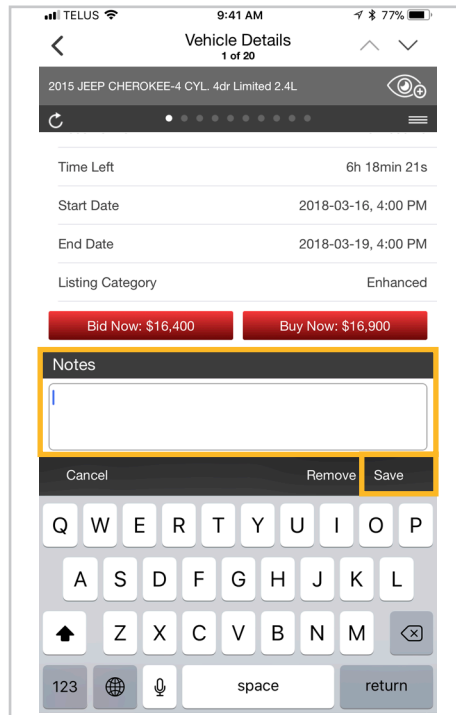 TELUS 9:41 AM 77%
Vehicle Details
1 of 20
2015 JEEP CHEROKEE-4 CYL. 4dr Limited 2.4L
Time Left 6h 18min 21s
Start Date 2018-03-16, 4:00 PM
End Date 2018-03-19, 4:00 PM
Listing Category Enhanced
Bid Now: $16,400 Buy Now: $16,900
Notes
Cancel Remove Save
Q W E R T Y U I O P
A S D F G H J K L
Z X C V B N M
123 space return